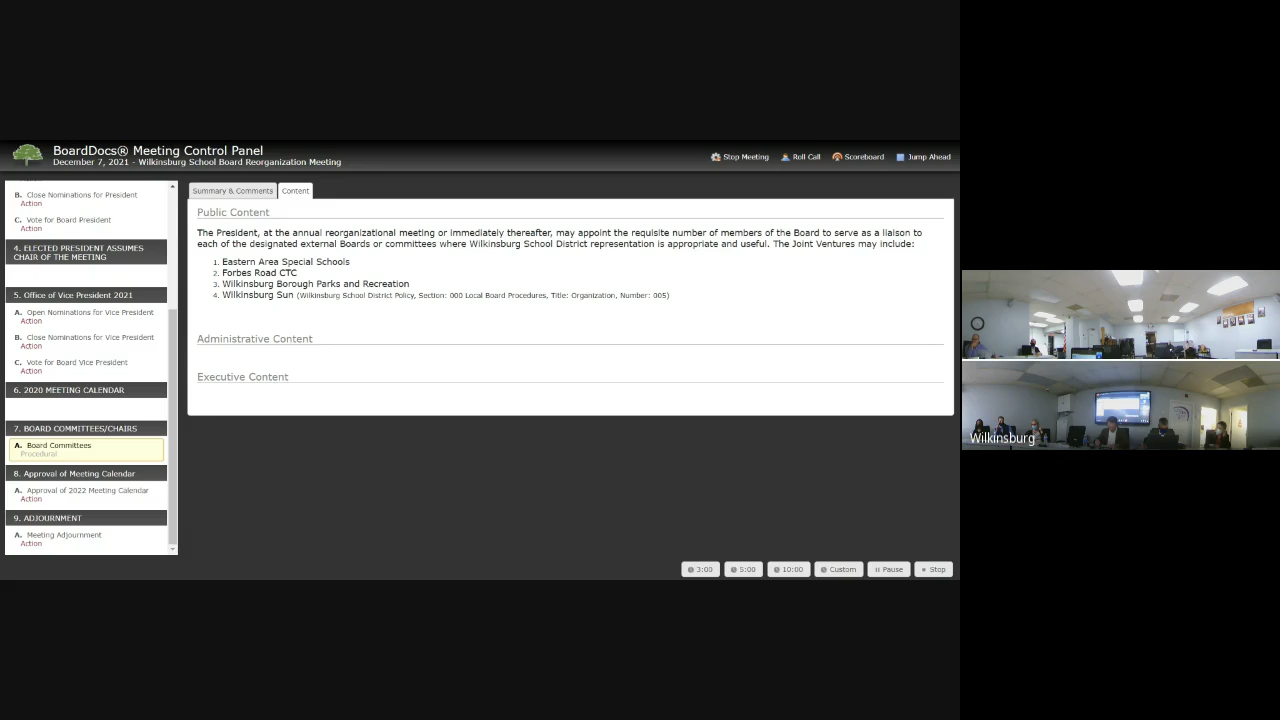 BoardDocs® Meeting Control Panel
December 7, 2021 - Wilkinsburg School Board Reorganization Meeting
Stop Meeting
Roll Call
Scoreboard
Jump Ahead
B. Close Nominations for President
Action
C. Vote for Board President
Action
4. ELECTED PRESIDENT ASSUMES
CHAIR OF THE MEETING
5. Office of Vice President 2021
A. Open Nominations for Vice President
Action
B. Close Nominations for Vice President
Action
C. Vote for Board Vice President
Action
6. 2020 MEETING CALENDAR
7. BOARD COMMITTEES/CHAIRS
A. Board Committees
Procedural
8. Approval of Meeting Calendar
A. Approval of 2022 Meeting Calendar
Action
9. ADJOURNMENT
A. Meeting Adjournment
Action
Summary & Comments
Content
Public Content
The President, at the annual reorganizational meeting or immediately thereafter, may appoint the requisite number of members of the Board to serve as a liaison to
each of the designated external Boards or committees where Wilkinsburg School District representation is appropriate and useful. The Joint Ventures may include:
1. Eastern Area Special Schools
2. Forbes Road CTC
3. Wilkinsburg Borough Parks and Recreation
4. Wilkinsburg Sun (Wilkinsburg School District Policy, Section: 000 Local Board Procedures, Title: Organization, Number: 005)
Administrative Content
Executive Content
3:00
5:00
10:00
Custom
Pause
Stop
Wilkinsburg